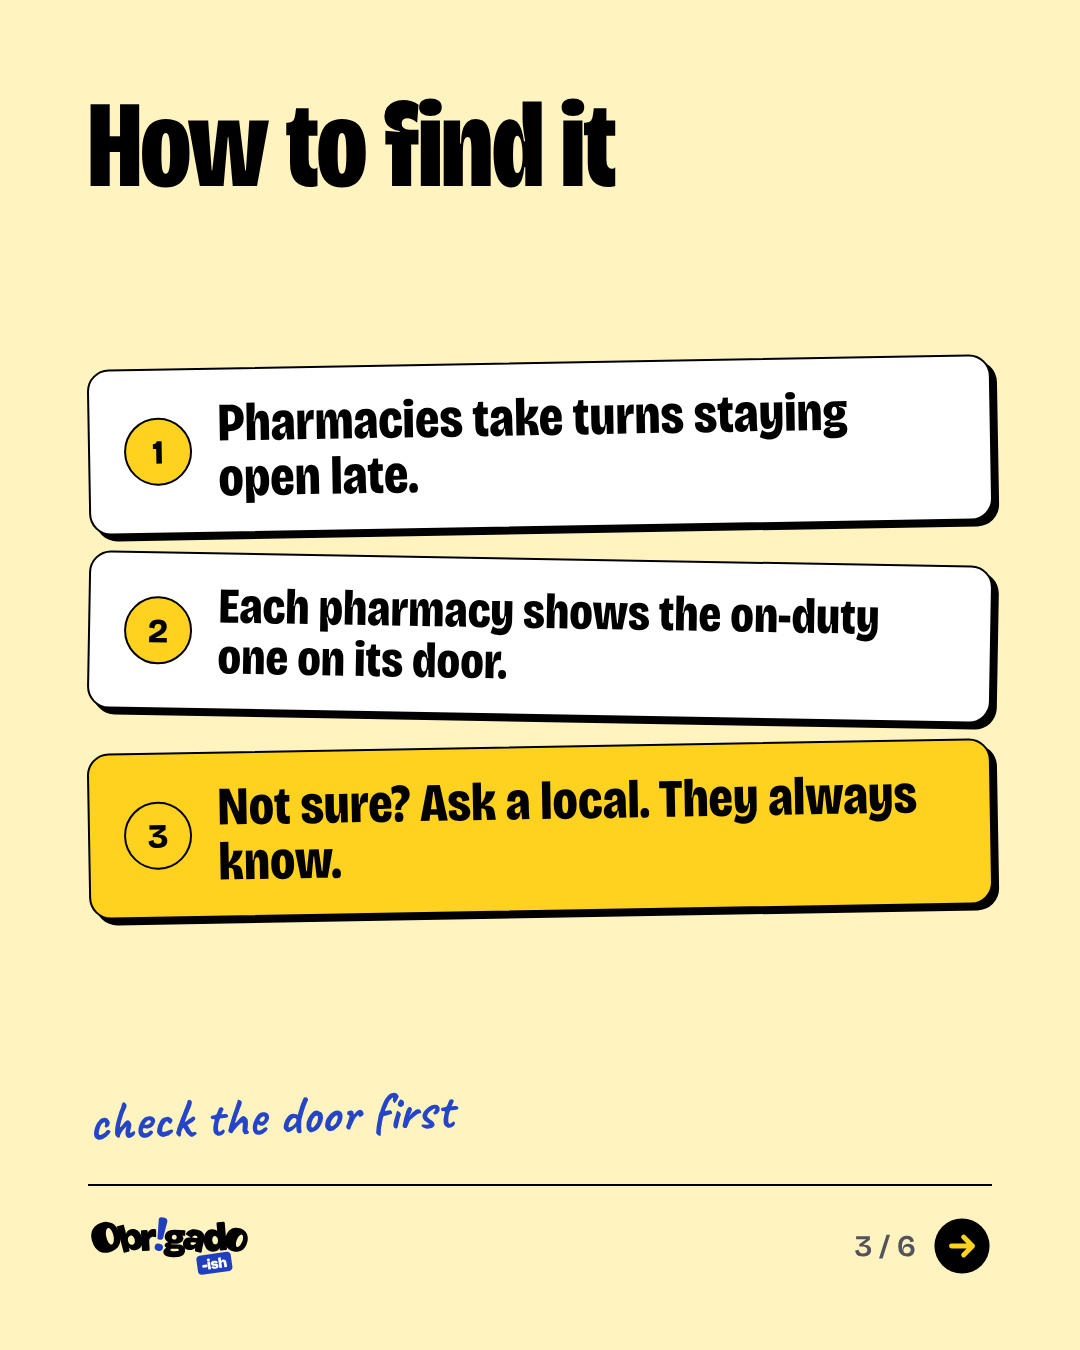 How to find it
1
Pharmacies take turns staying
open late.
2
Each pharmacy shows the on-duty
one on its door.
3
Not sure? Ask a local. They always
know.
check the door first
Obr!gado
-ish
3 / 6